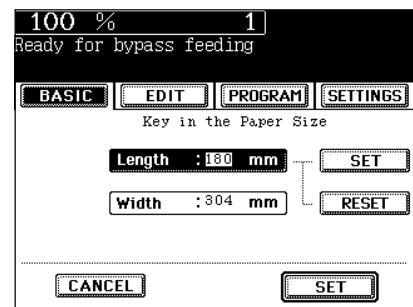 100 % 1
Ready for bypass feeding
BASIC EDIT PROGRAM SETTINGS
Key in the Paper Size
Length :180 mm SET
Width :304 mm RESET
CANCEL SET